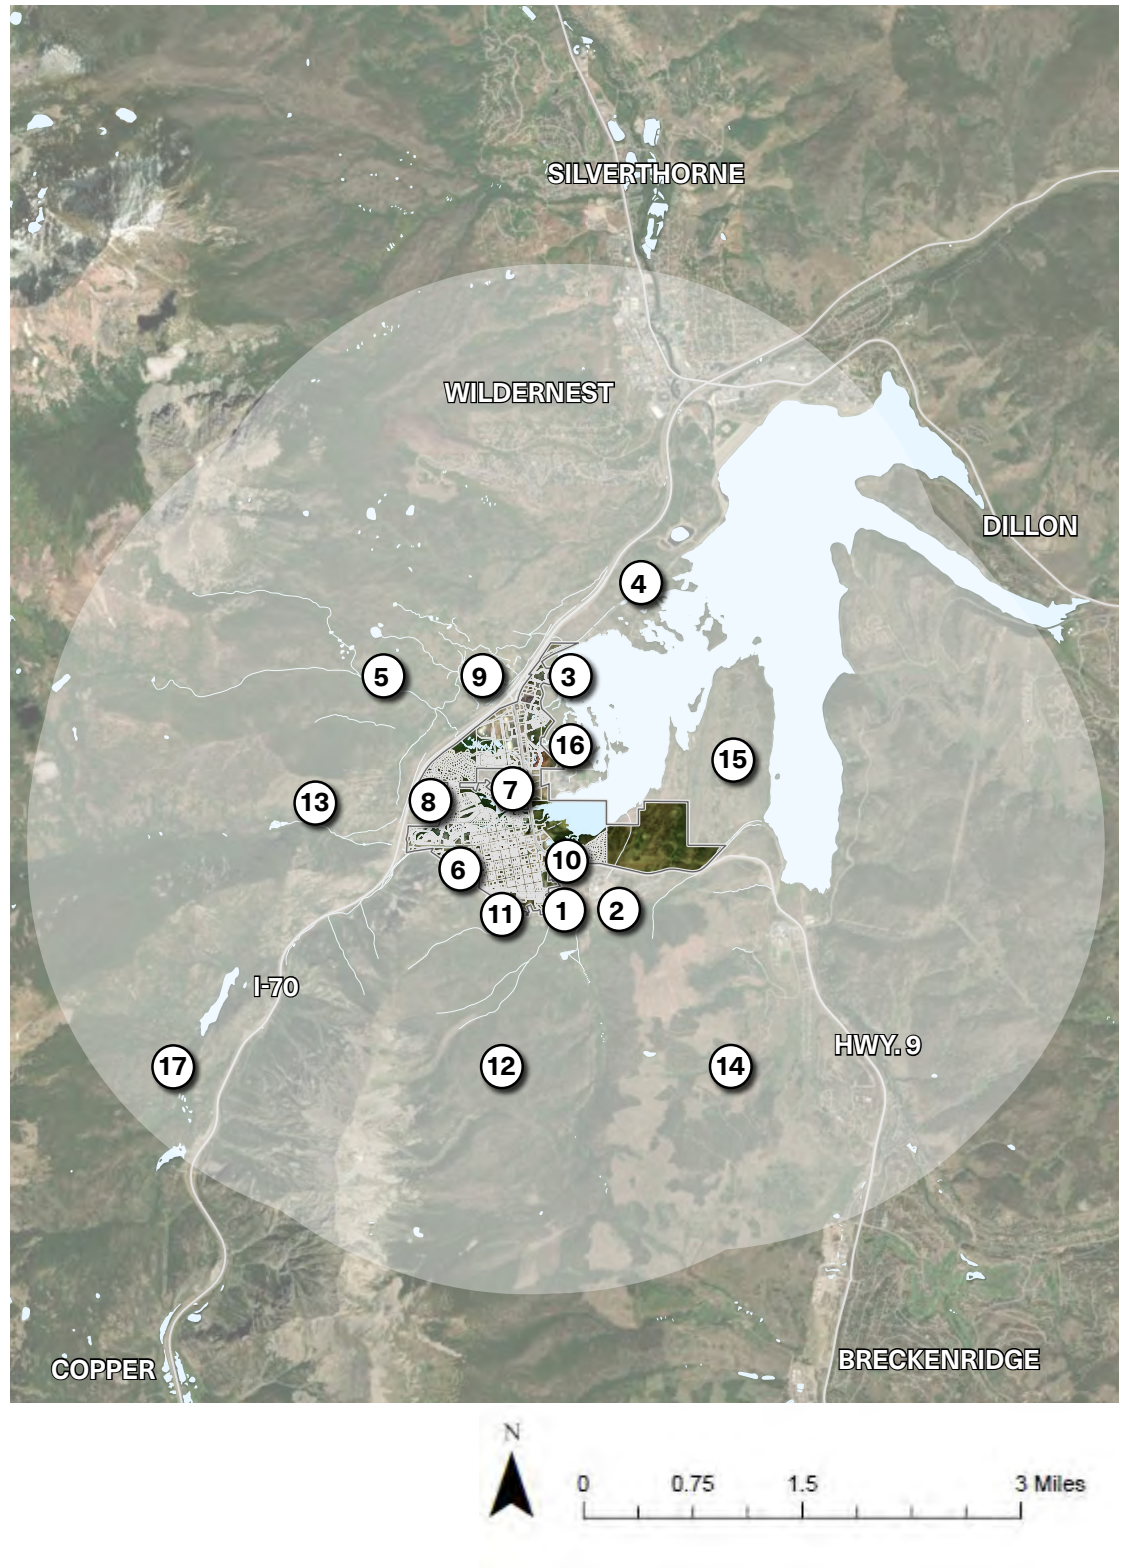 SILVERTHORNE
WILDERNEST
DILLON
4
5
9
3
16
15
7
8
13
10
6
11
1
2
I-70
HWY. 9
17
12
14
COPPER
BRECKENRIDGE
N
0 0.75 1.5 3 Miles